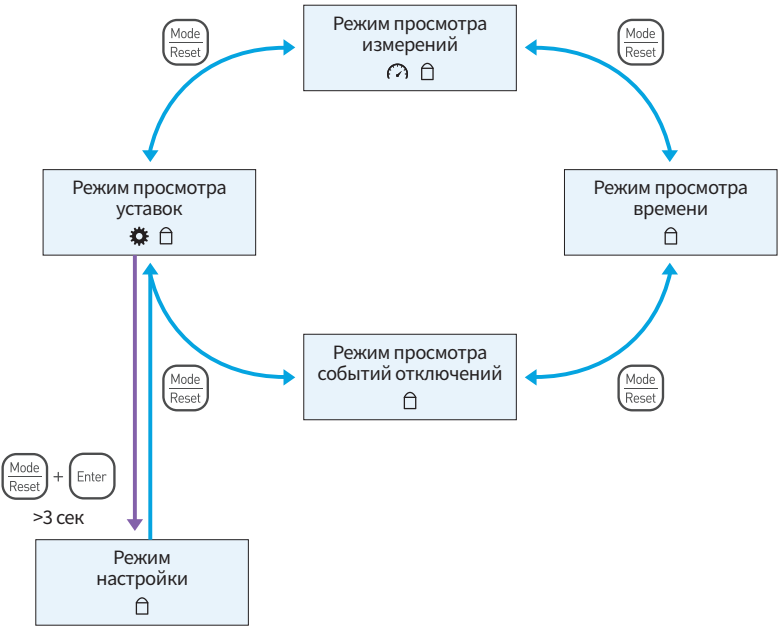 Режим просмотра
измерений
Mode
Reset
Mode
Reset
Режим просмотра
уставок
Режим просмотра
времени
Режим просмотра
событий отключений
Mode
Reset
Mode
Reset
Mode
Reset
+
Enter
>3 сек
Режим
настройки